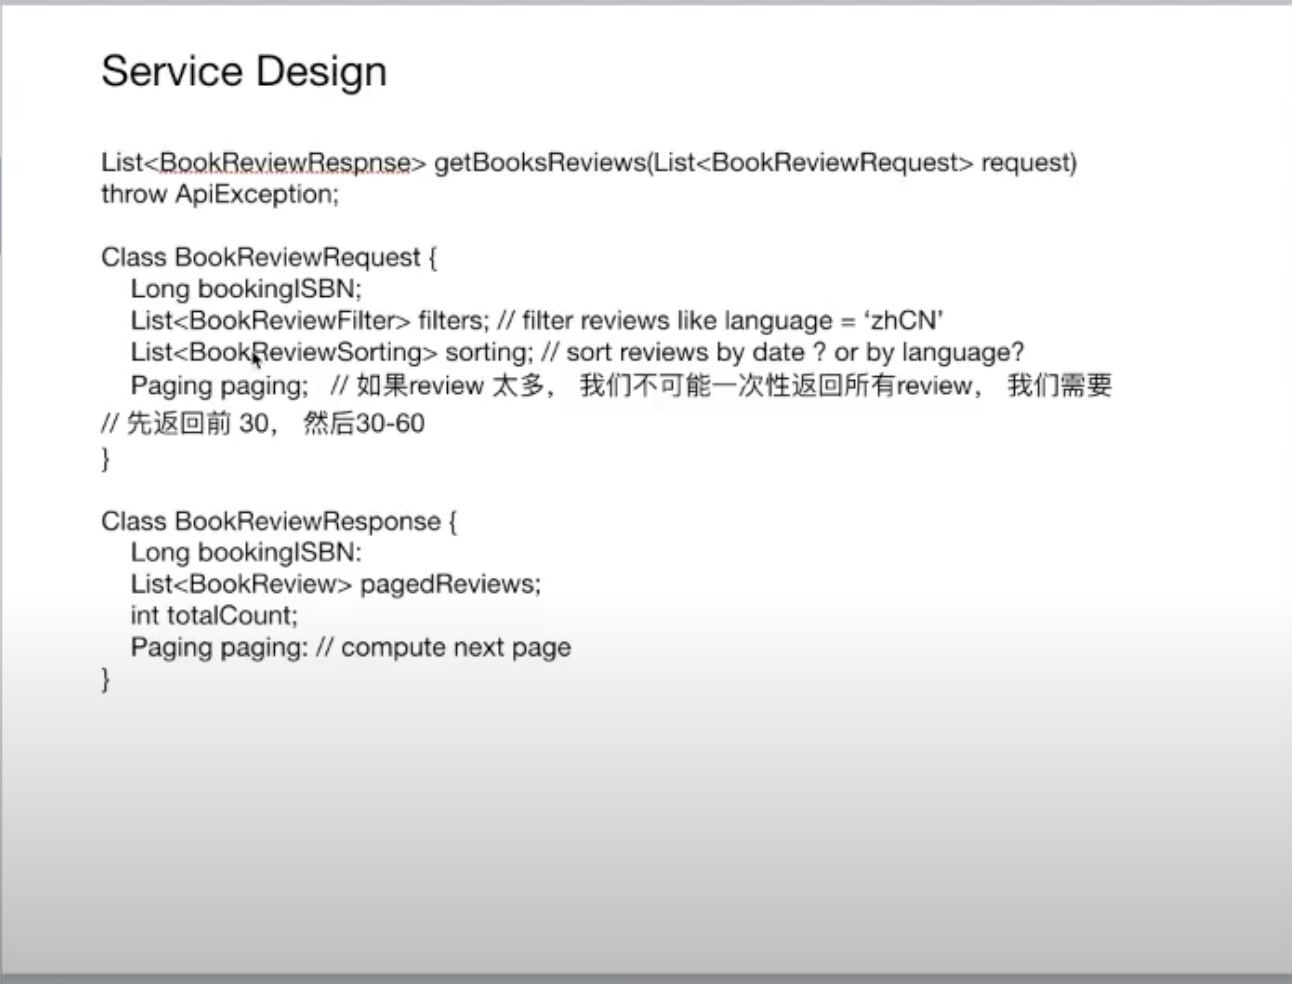 Service Design
List<BookReviewRespnse> getBooksReviews(List<BookReviewRequest> request)
throw ApiException;
Class BookReviewRequest {
Long bookingISBN;
List<BookReviewFilter> filters; // filter reviews like language = ‘zhCN’
List<BookReviewSorting> sorting; // sort reviews by date ? or by language?
Paging paging; // 如果review 太多， 我们不可能一次性返回所有review， 我们需要
// 先返回前 30， 然后30-60
}
Class BookReviewResponse {
Long bookingISBN:
List<BookReview> pagedReviews;
int totalCount;
Paging paging: // compute next page
}